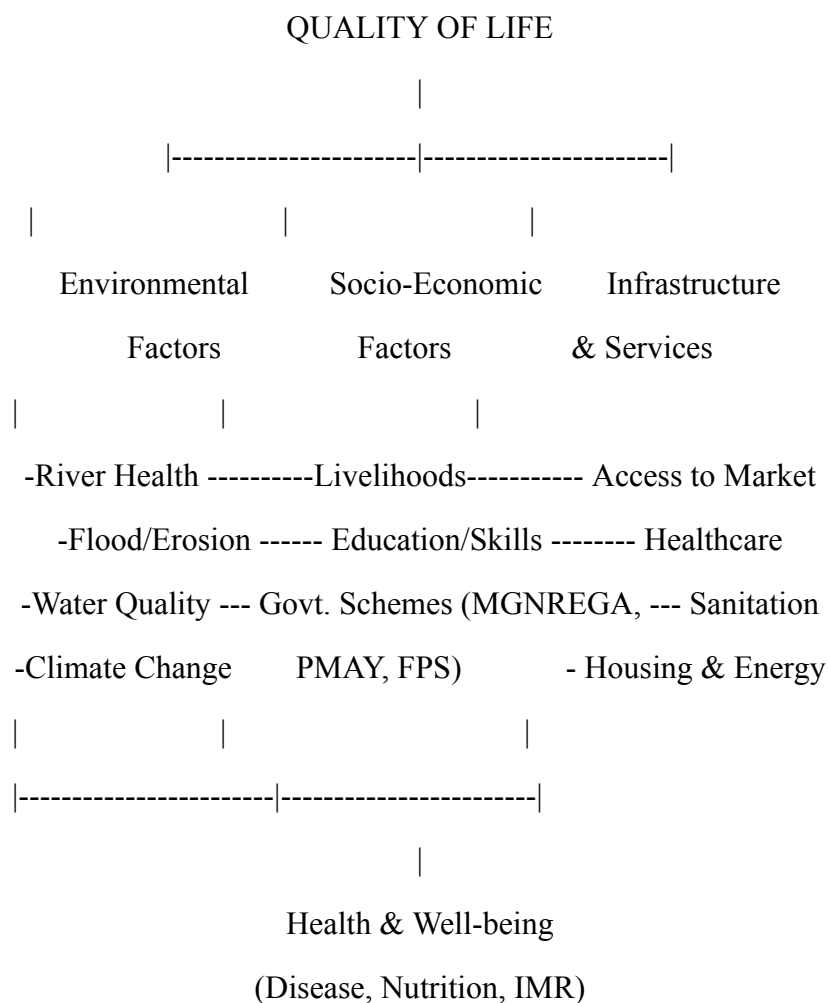 QUALITY OF LIFE
|
|-----------------------|-----------------------|
| | |
Environmental Socio-Economic Infrastructure
Factors Factors & Services
| | |
-River Health ----------Livelihoods----------- Access to Market
-Flood/Erosion ------ Education/Skills -------- Healthcare
-Water Quality --- Govt. Schemes (MGNREGA, --- Sanitation
-Climate Change PMAY, FPS) - Housing & Energy
| | |
|------------------------|------------------------|
|
Health & Well-being
(Disease, Nutrition, IMR)